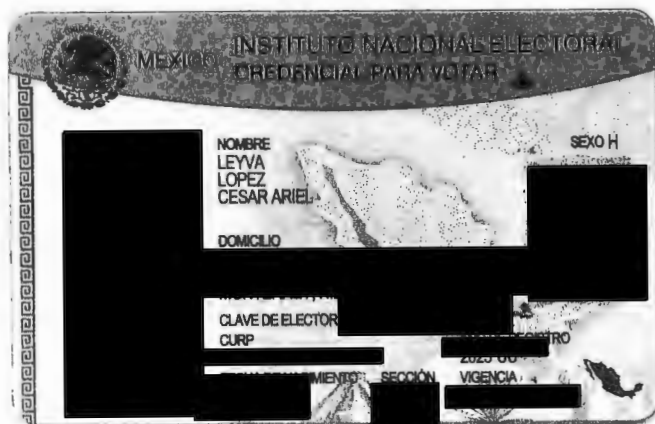 MEXICO
INSTITUTO NACIONAL ELECTORAL
CREDENCIAL PARA VOTAR
NOMBRE
SEXO H
LEYVA
LOPEZ
CESAR ARIEL
DOMICILIO
CLAVE DE ELECTOR
CURP
SECCIÓN
VIGENCIA